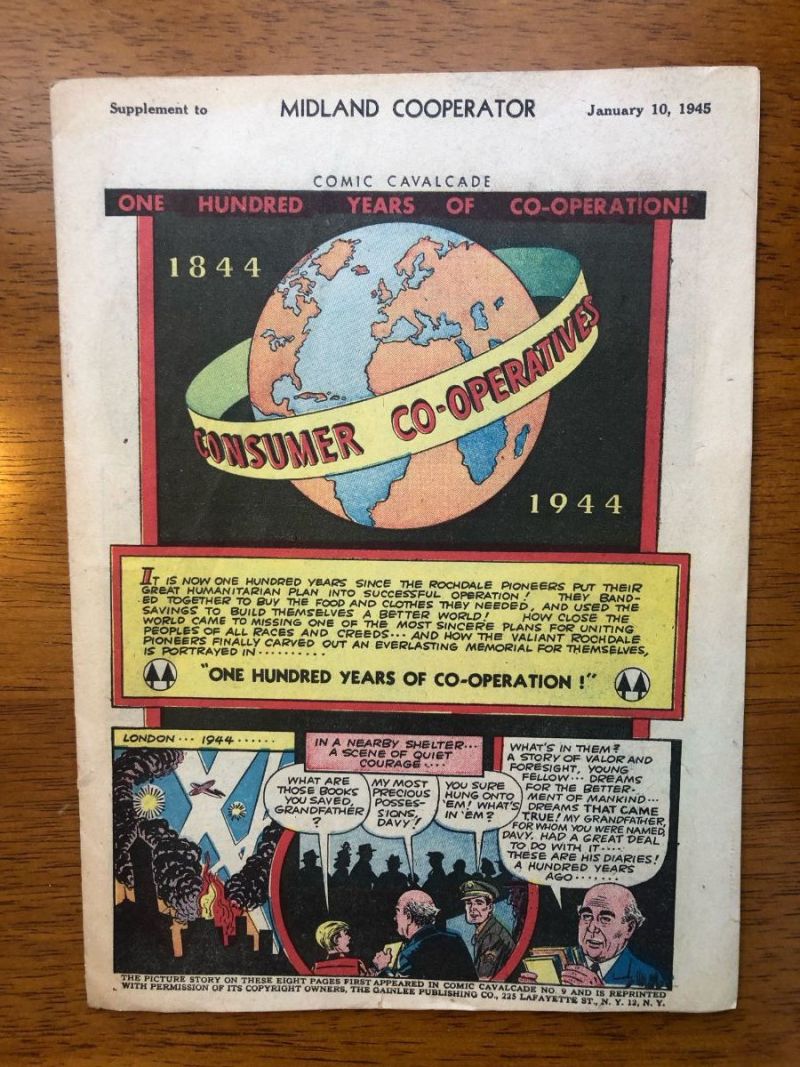 Supplement to MIDLAND COOPERATOR January 10, 1945
COMIC CAVALCADE
ONE HUNDRED YEARS OF CO-OPERATION!
1844
CONSUMER CO-OPERATIVES
1944
IT IS NOW ONE HUNDRED YEARS SINCE THE ROCHDALE PIONEERS PUT THEIR
GREAT HUMANITARIAN PLAN INTO SUCCESSFUL OPERATION! THEY BAND-
ED TOGETHER TO BUY THE FOOD AND CLOTHES THEY NEEDED, AND USED THE
SAVINGS TO BUILD THEMSELVES A BETTER WORLD! HOW CLOSE THE
WORLD CAME TO MISSING ONE OF THE MOST SINCERE PLANS FOR UNITING
PEOPLES OF ALL RACES AND CREEDS... AND HOW THE VALIANT ROCHDALE
PIONEERS FINALLY CARVED OUT AN EVERLASTING MEMORIAL FOR THEMSELVES,
IS PORTRAYED IN..........
"ONE HUNDRED YEARS OF CO-OPERATION!"
LONDON... 1944......
IN A NEARBY SHELTER...
A SCENE OF QUIET
COURAGE....
WHAT ARE
THOSE BOOKS
YOU SAVED,
GRANDFATHER
?
MY MOST
PRECIOUS
POSSES-
SIONS,
DAVY!
YOU SURE
HUNG ONTO
'EM! WHAT'S
IN 'EM?
WHAT'S IN THEM?
A STORY OF VALOR AND
FORESIGHT, YOUNG
FELLOW... DREAMS
FOR THE BETTER-
MENT OF MANKIND...
DREAMS THAT CAME
TRUE! MY GRANDFATHER,
FOR WHOM YOU WERE NAMED,
DAVY, HAD A GREAT DEAL
TO DO WITH IT....
THESE ARE HIS DIARIES!
A HUNDRED YEARS
AGO.......
THE PICTURE STORY ON THESE EIGHT PAGES FIRST APPEARED IN COMIC CAVALCADE NO. 9 AND IS REPRINTED
WITH PERMISSION OF ITS COPYRIGHT OWNERS, THE GAINLEE PUBLISHING CO., 225 LAFAYETTE ST., N. Y. 12, N. Y.